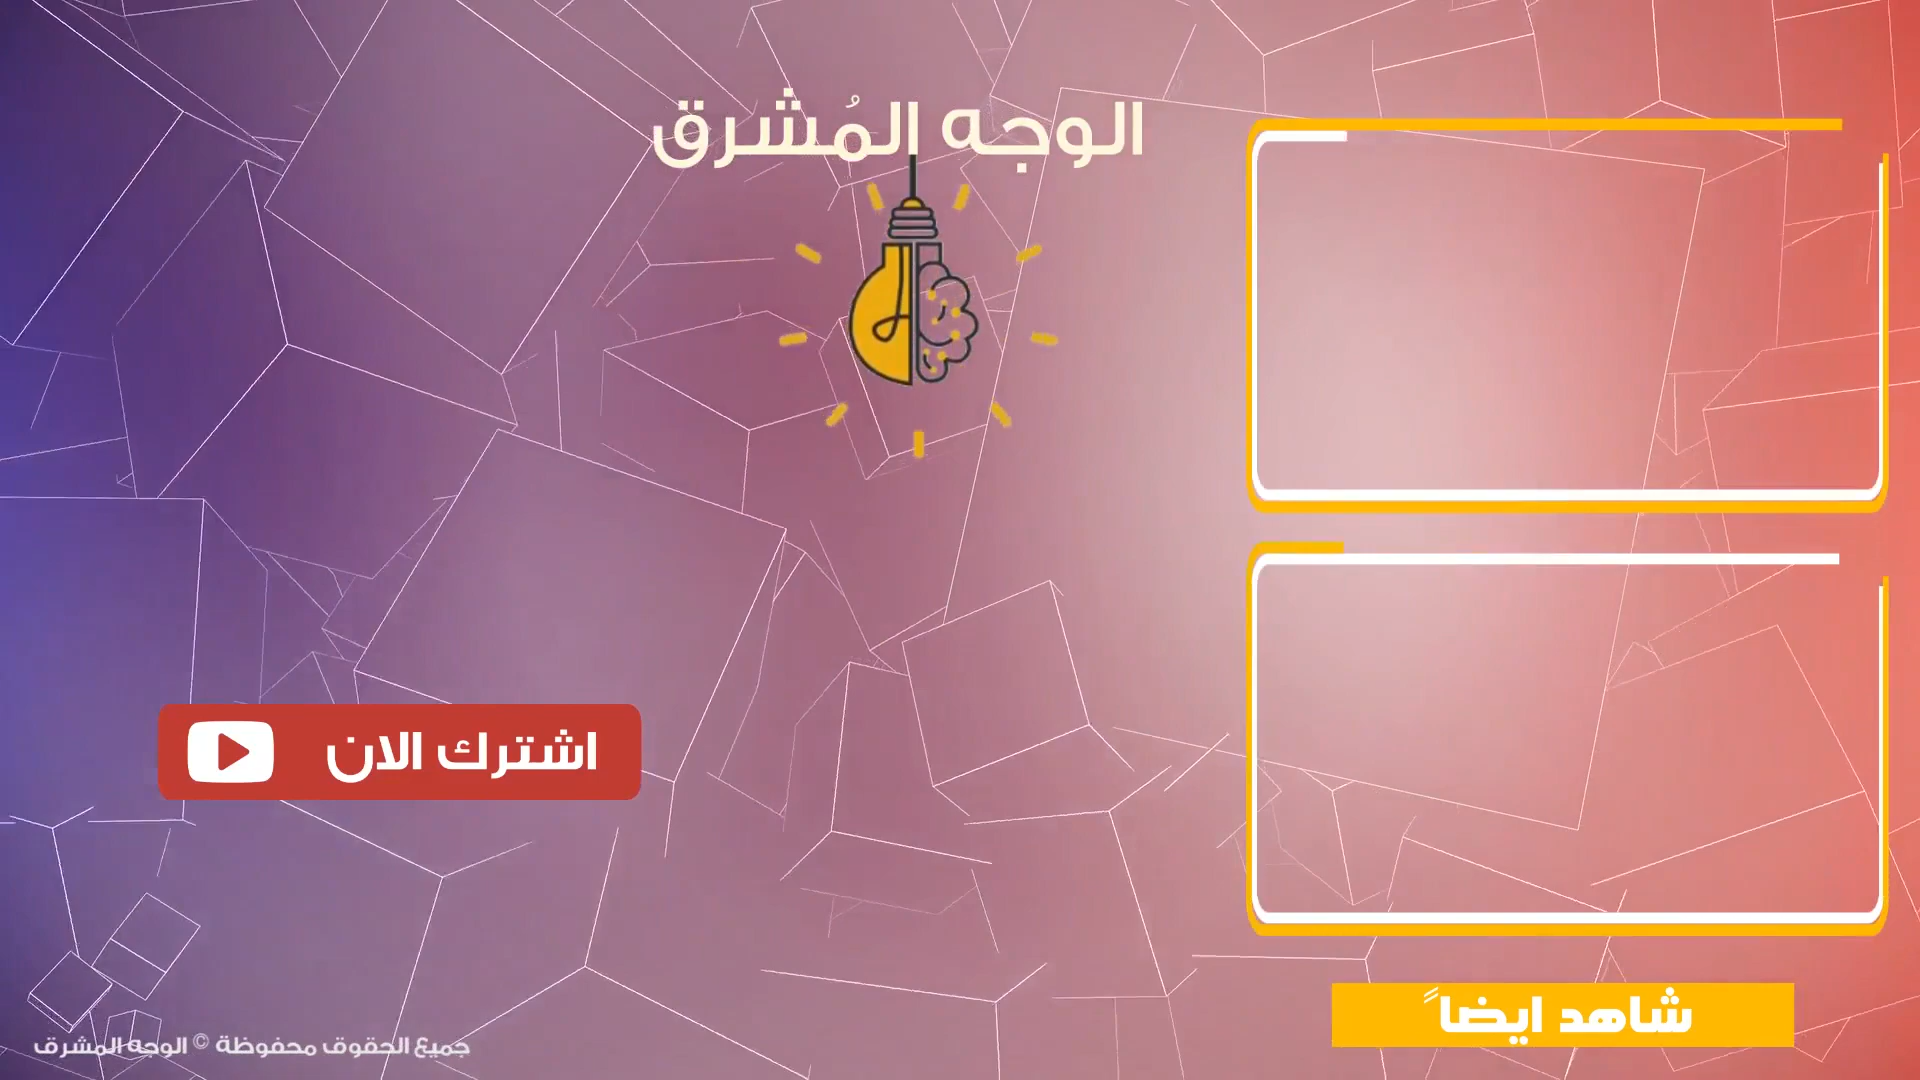 الوجه المُشرق
اشترك الان
شاهد ايضاً
جميع الحقوق محفوظة © الوجه المشرق